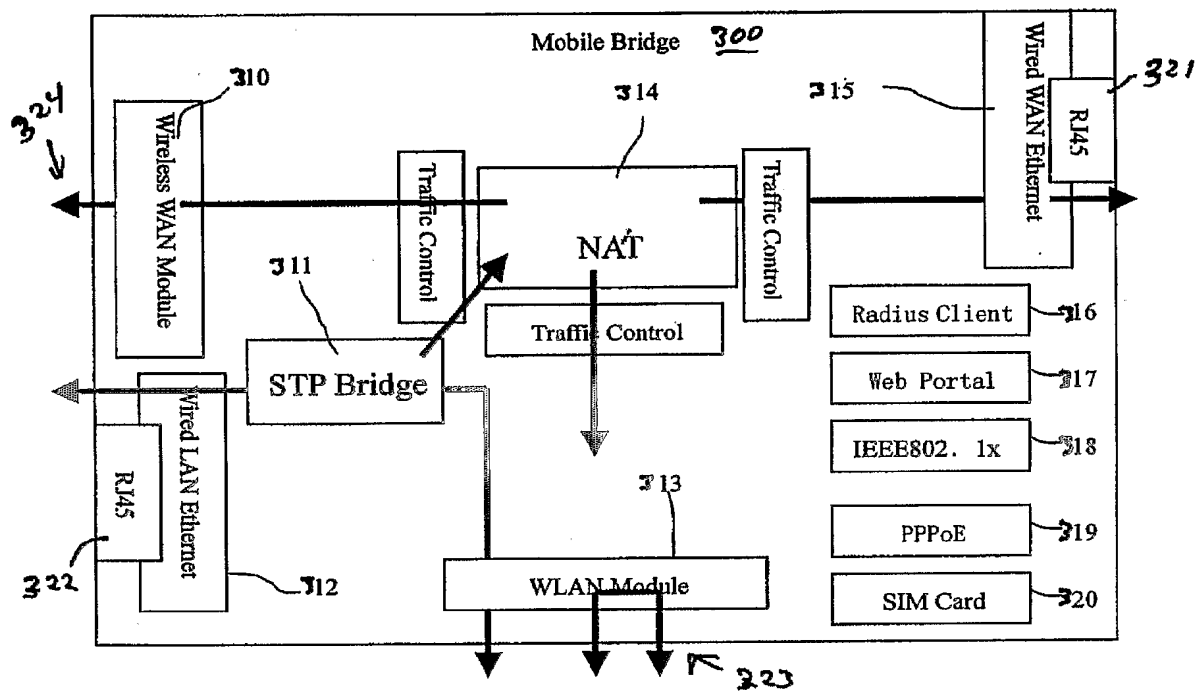 Mobile Bridge 300
310
Wireless WAN Module
324
314
315
Wired WAN Ethernet
RJ45
321
Traffic Control
NAT
Traffic Control
311
STP Bridge
Traffic Control
Radius Client 316
Web Portal 317
IEEE802. 1x 318
PPPoE 319
SIM Card 320
Wired LAN Ethernet
RJ45
322
312
313
WLAN Module
323